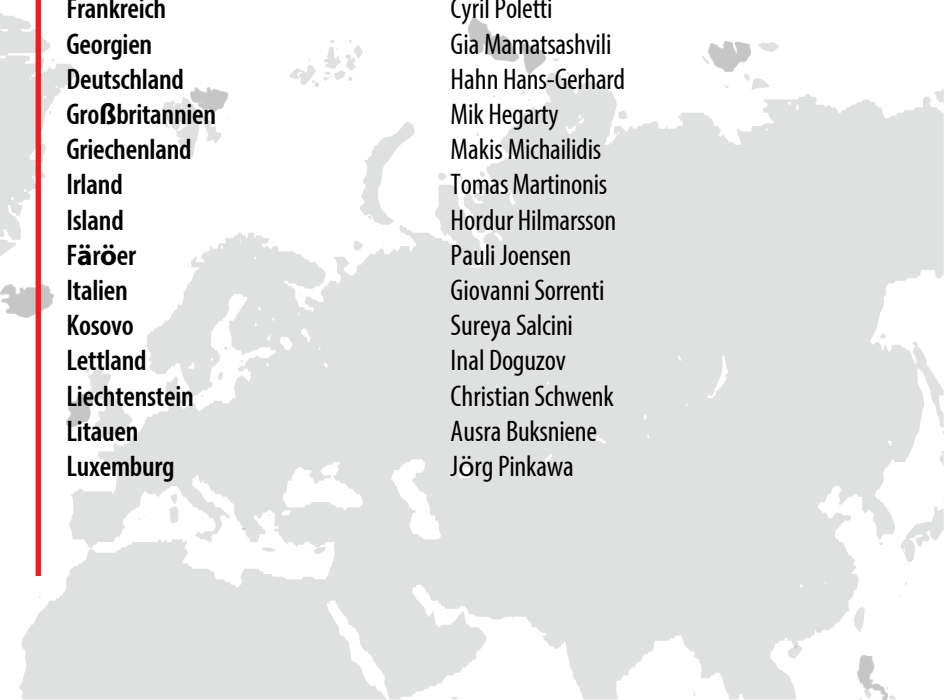 Frankreich Cyril Poletti
Georgien Gia Mamatsashvili
Deutschland Hahn Hans-Gerhard
Großbritannien Mik Hegarty
Griechenland Makis Michailidis
Irland Tomas Martinonis
Island Hordur Hilmarsson
Färöer Pauli Joensen
Italien Giovanni Sorrenti
Kosovo Sureya Salcini
Lettland Inal Doguzov
Liechtenstein Christian Schwenk
Litauen Ausra Buksniene
Luxemburg Jörg Pinkawa